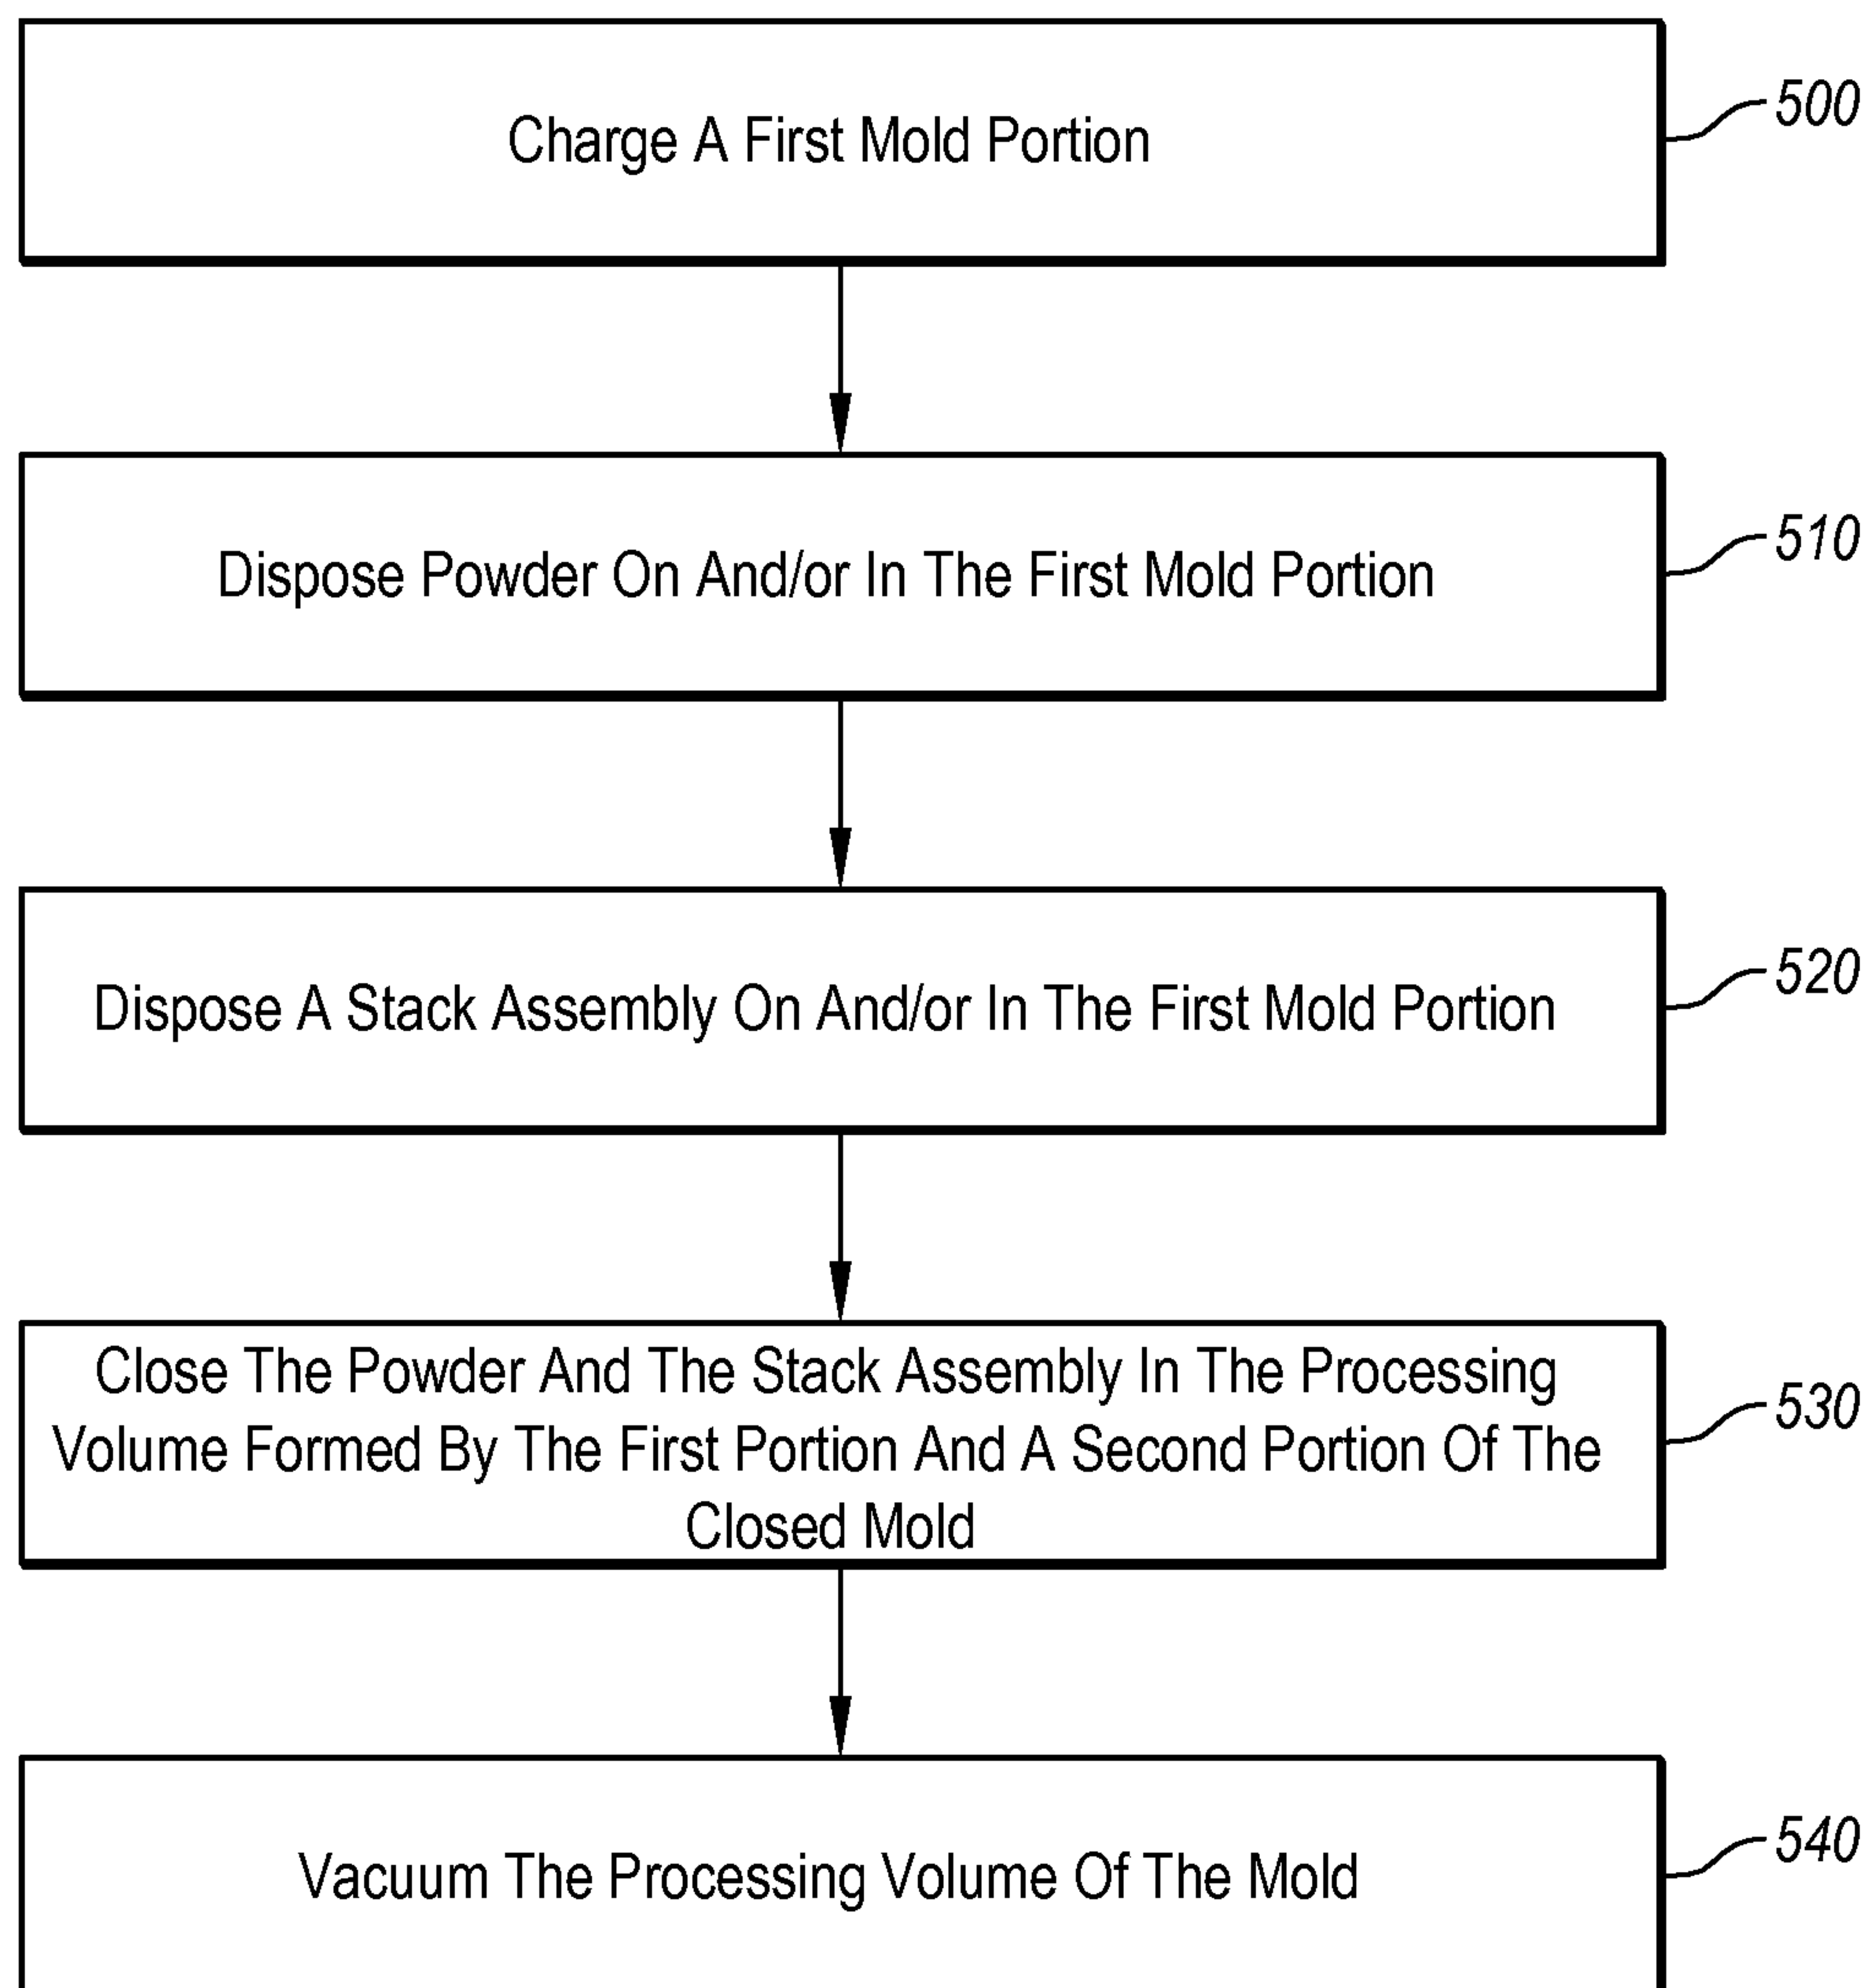 Charge A First Mold Portion
500
Dispose Powder On And/or In The First Mold Portion
510
Dispose A Stack Assembly On And/or In The First Mold Portion
520
Close The Powder And The Stack Assembly In The Processing
Volume Formed By The First Portion And A Second Portion Of The
Closed Mold
530
Vacuum The Processing Volume Of The Mold
540